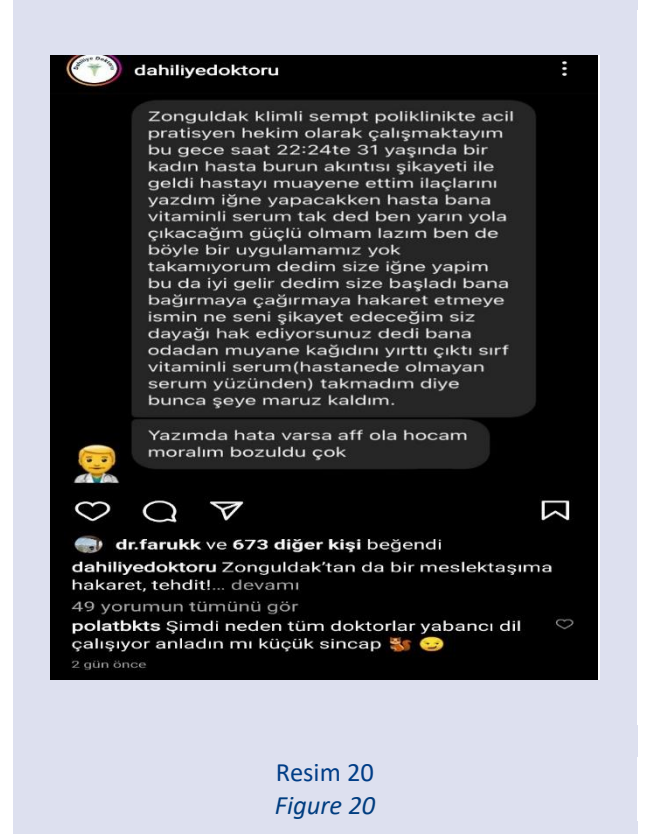 Dahiliye Doktoru
dahiliyedoktoru
Zonguldak klimli sempt poliklinikte acil
pratisyen hekim olarak çalışmaktayım
bu gece saat 22:24te 31 yaşında bir
kadın hasta burun akıntısı şikayeti ile
geldi hastayı muayene ettim ilaçlarını
yazdım iğne yapacakken hasta bana
vitaminli serum tak ded ben yarın yola
çıkacağım güçlü olmam lazım ben de
böyle bir uygulamamız yok
takamıyorum dedim size iğne yapim
bu da iyi gelir dedim size başladı bana
bağırmaya çağırmaya hakaret etmeye
ismin ne seni şikayet edeceğim siz
dayağı hak ediyorsunuz dedi bana
odadan muyane kağıdını yırttı çıktı sırf
vitaminli serum(hastanede olmayan
serum yüzünden) takmadım diye
bunca şeye maruz kaldım.
Yazımda hata varsa aff ola hocam
moralım bozuldu çok
dr.farukk ve 673 diğer kişi beğendi
dahiliyedoktoru Zonguldak'tan da bir meslektaşıma
hakaret, tehdit!... devamı
49 yorumun tümünü gör
polatbkts Şimdi neden tüm doktorlar yabancı dil
çalışıyor anladın mı küçük sincap 🐿️ 😉
2 gün önce
Resim 20
Figure 20